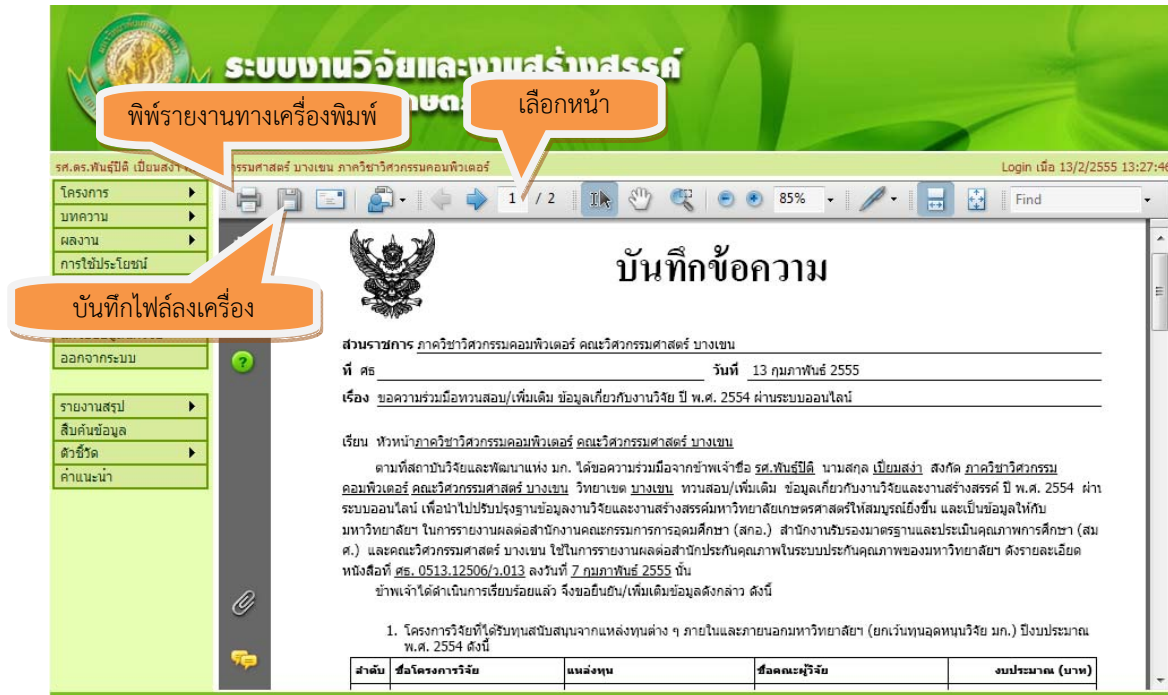 ระบบงานวิจัยและงานสร้างสรรค์
พิพ์รายงานทางเครื่องพิมพ์
เลือกหน้า
รศ.ดร.พันธุ์ปิติ เปี่ยมสง่า
กรรมศาสตร์ บางเขน ภาควิชาวิศวกรรมคอมพิวเตอร์
Login เมื่อ 13/2/2555 13:27:46
โครงการ
บทความ
ผลงาน
การใช้ประโยชน์
บันทึกไฟล์ลงเครื่อง
ออกจากระบบ
รายงานสรุป
สืบค้นข้อมูล
ตัวชี้วัด
คำแนะนำ
1 / 2
85%
Find
บันทึกข้อความ
ส่วนราชการ ภาควิชาวิศวกรรมคอมพิวเตอร์ คณะวิศวกรรมศาสตร์ บางเขน
ที่ ศธ วันที่ 13 กุมภาพันธ์ 2555
เรื่อง ขอความร่วมมือทวนสอบ/เพิ่มเติม ข้อมูลเกี่ยวกับงานวิจัย ปี พ.ศ. 2554 ผ่านระบบออนไลน์
เรียน หัวหน้าภาควิชาวิศวกรรมคอมพิวเตอร์ คณะวิศวกรรมศาสตร์ บางเขน
ตามที่สถาบันวิจัยและพัฒนาแห่ง มก. ได้ขอความร่วมมือจากข้าพเจ้าชื่อ รศ.พันธุ์ปิติ นามสกุล เปี่ยมสง่า สังกัด ภาควิชาวิศวกรรม
คอมพิวเตอร์ คณะวิศวกรรมศาสตร์ บางเขน วิทยาเขต บางเขน ทวนสอบ/เพิ่มเติม ข้อมูลเกี่ยวกับงานวิจัยและงานสร้างสรรค์ ปี พ.ศ. 2554 ผ่าน
ระบบออนไลน์ เพื่อนำไปปรับปรุงฐานข้อมูลงานวิจัยและงานสร้างสรรค์มหาวิทยาลัยเกษตรศาสตร์ให้สมบูรณ์ยิ่งขึ้น และเป็นข้อมูลให้กับ
มหาวิทยาลัยฯ ในการรายงานผลต่อสำนักงานคณะกรรมการการอุดมศึกษา (สกอ.) สำนักงานรับรองมาตรฐานและประเมินคุณภาพการศึกษา (สม
ศ.) และคณะวิศวกรรมศาสตร์ บางเขน ใช้ในการรายงานผลต่อสำนักประกันคุณภาพในระบบประกันคุณภาพของมหาวิทยาลัยฯ ดังรายละเอียด
หนังสือที่ ศธ. 0513.12506/ว.013 ลงวันที่ 7 กุมภาพันธ์ 2555 นั้น
ข้าพเจ้าได้ดำเนินการเรียบร้อยแล้ว จึงขอยืนยัน/เพิ่มเติมข้อมูลดังกล่าว ดังนี้
1. โครงการวิจัยที่ได้รับทุนสนับสนุนจากแหล่งทุนต่าง ๆ ภายในและภายนอกมหาวิทยาลัยฯ (ยกเว้นทุนอุดหนุนวิจัย มก.) ปีงบประมาณ
พ.ศ. 2554 ดังนี้
ลำดับ ชื่อโครงการวิจัย แหล่งทุน ชื่อคณะผู้วิจัย งบประมาณ (บาท)